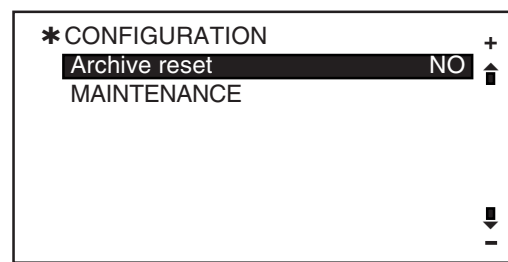 ✱CONFIGURATION
Archive reset NO
MAINTENANCE
+
-